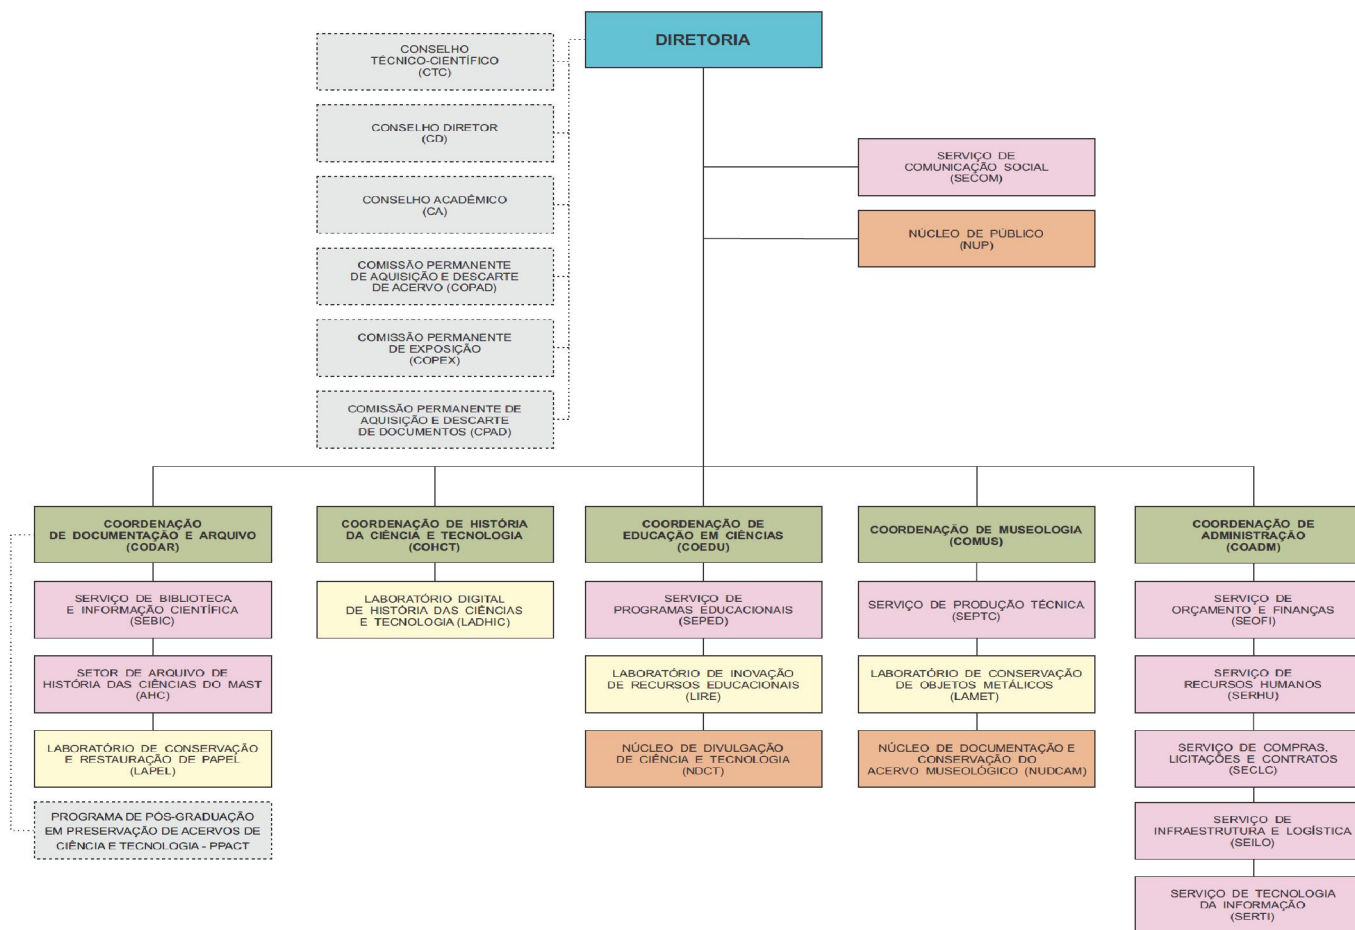 DIRETORIA
CONSELHO
TÉCNICO-CIENTÍFICO
(CTC)
CONSELHO DIRETOR
(CD)
CONSELHO ACADÊMICO
(CA)
COMISSÃO PERMANENTE
DE AQUISIÇÃO E DESCARTE
DE ACERVO (COPAD)
COMISSÃO PERMANENTE
DE EXPOSIÇÃO
(COPEX)
COMISSÃO PERMANENTE DE
AQUISIÇÃO E DESCARTE
DE DOCUMENTOS (CPAD)
SERVIÇO DE
COMUNICAÇÃO SOCIAL
(SECOM)
NÚCLEO DE PÚBLICO
(NUP)
COORDENAÇÃO
DE DOCUMENTAÇÃO E ARQUIVO
(CODAR)
SERVIÇO DE BIBLIOTECA
E INFORMAÇÃO CIENTÍFICA
(SEBIC)
SETOR DE ARQUIVO DE
HISTÓRIA DAS CIÊNCIAS DO MAST
(AHC)
LABORATÓRIO DE CONSERVAÇÃO
E RESTAURAÇÃO DE PAPEL
(LAPEL)
PROGRAMA DE PÓS-GRADUAÇÃO
EM PRESERVAÇÃO DE ACERVOS DE
CIÊNCIA E TECNOLOGIA - PPACT
COORDENAÇÃO DE HISTÓRIA
DA CIÊNCIA E TECNOLOGIA
(COHCT)
LABORATÓRIO DIGITAL
DE HISTÓRIA DAS CIÊNCIAS
E TECNOLOGIA (LADHIC)
COORDENAÇÃO DE
EDUCAÇÃO EM CIÊNCIAS
(COEDU)
SERVIÇO DE
PROGRAMAS EDUCACIONAIS
(SEPED)
LABORATÓRIO DE INOVAÇÃO
DE RECURSOS EDUCACIONAIS
(LIRE)
NÚCLEO DE DIVULGAÇÃO
DE CIÊNCIA E TECNOLOGIA
(NDCT)
COORDENAÇÃO DE MUSEOLOGIA
(COMUS)
SERVIÇO DE PRODUÇÃO TÉCNICA
(SEPTC)
LABORATÓRIO DE CONSERVAÇÃO
DE OBJETOS METÁLICOS
(LAMET)
NÚCLEO DE DOCUMENTAÇÃO E
CONSERVAÇÃO DO
ACERVO MUSEOLÓGICO (NUDCAM)
COORDENAÇÃO DE
ADMINISTRAÇÃO
(COADM)
SERVIÇO DE
ORÇAMENTO E FINANÇAS
(SEOFI)
SERVIÇO DE
RECURSOS HUMANOS
(SERHU)
SERVIÇO DE COMPRAS,
LICITAÇÕES E CONTRATOS
(SECLC)
SERVIÇO DE
INFRAESTRUTURA E LOGÍSTICA
(SEILO)
SERVIÇO DE TECNOLOGIA
DA INFORMAÇÃO
(SERTI)